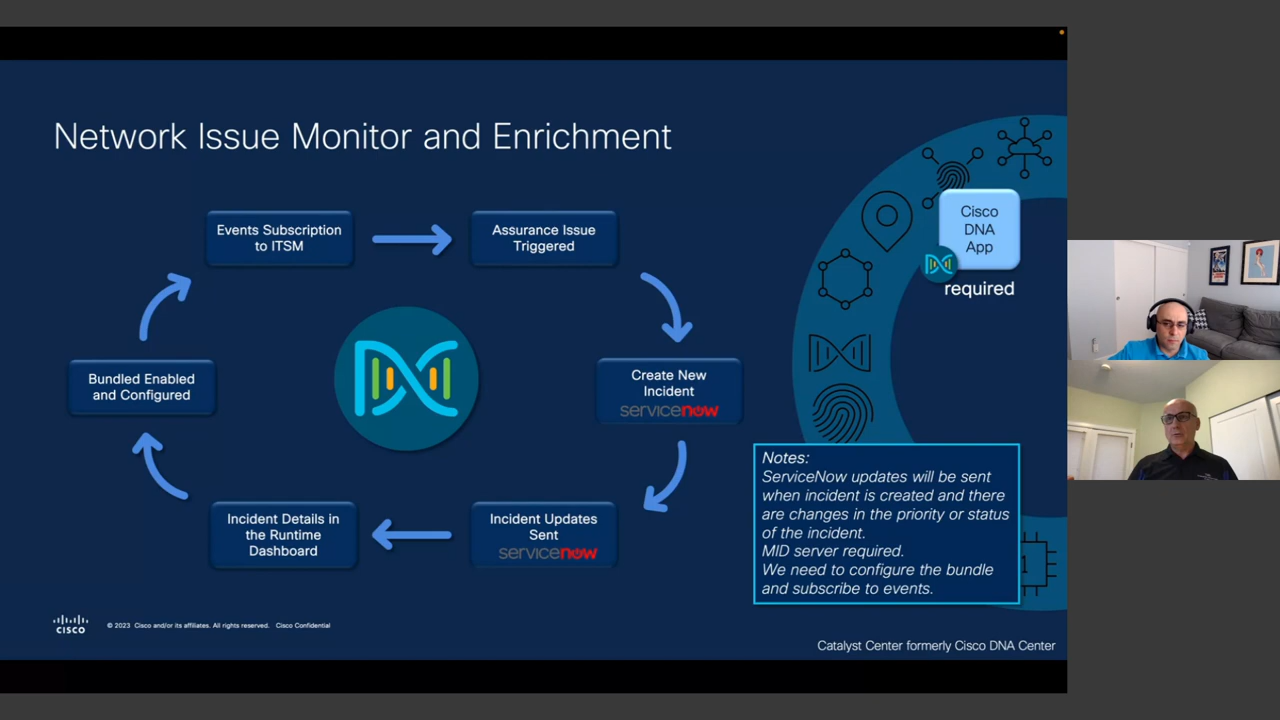 Network Issue Monitor and Enrichment
Events Subscription
to ITSM
Assurance Issue
Triggered
Cisco
DNA
App
required
Bundled Enabled
and Configured
Create New
Incident
servicenow
Incident Details in
the Runtime
Dashboard
Incident Updates
Sent
servicenow
Notes:
ServiceNow updates will be sent
when incident is created and there
are changes in the priority or status
of the incident.
MID server required.
We need to configure the bundle
and subscribe to events.
CISCO
© 2023 Cisco and/or its affiliates. All rights reserved. Cisco Confidential
Catalyst Center formerly Cisco DNA Center